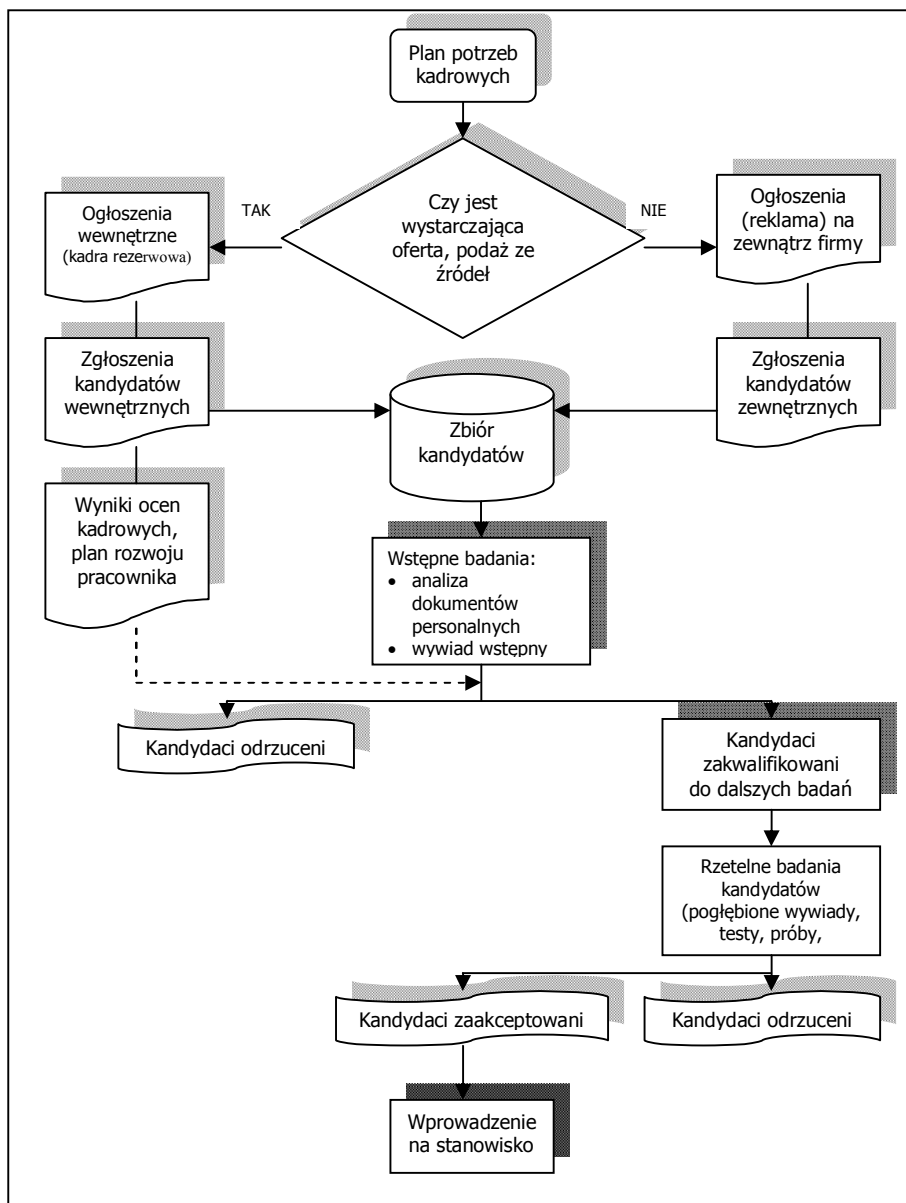 Plan potrzeb
kadrowych
Czy jest
wystarczająca
oferta, podaż ze
źródeł
TAK
NIE
Ogłoszenia
wewnętrzne
(kadra rezerwowa)
Ogłoszenia
(reklama) na
zewnątrz firmy
Zgłoszenia
kandydatów
wewnętrznych
Zgłoszenia
kandydatów
zewnętrznych
Zbiór
kandydatów
Wyniki ocen
kadrowych,
plan rozwoju
pracownika
Wstępne badania:
• analiza
dokumentów
personalnych
• wywiad wstępny
Kandydaci odrzuceni
Kandydaci
zakwalifikowani
do dalszych badań
Rzetelne badania
kandydatów
(pogłębione wywiady,
testy, próby,
Kandydaci zaakceptowani
Kandydaci odrzuceni
Wprowadzenie
na stanowisko